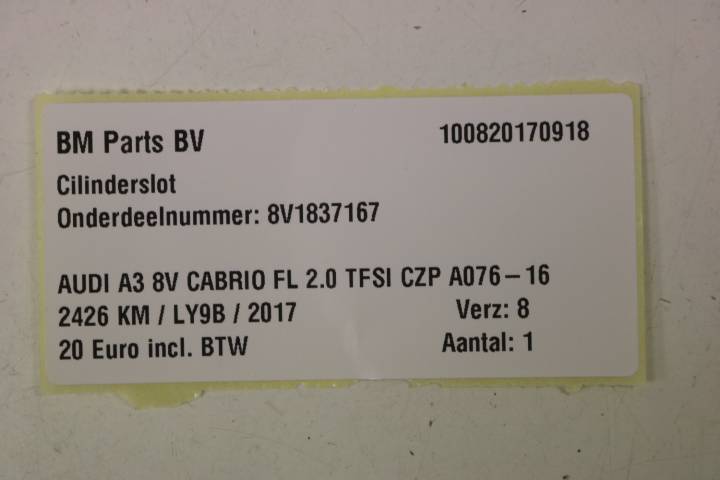 BM Parts BV 100820170918
Cilinderslot
Onderdeelnummer: 8V1837167
AUDI A3 8V CABRIO FL 2.0 TFSI CZP A076-16
2426 KM / LY9B / 2017 Verz: 8
20 Euro incl. BTW Aantal: 1